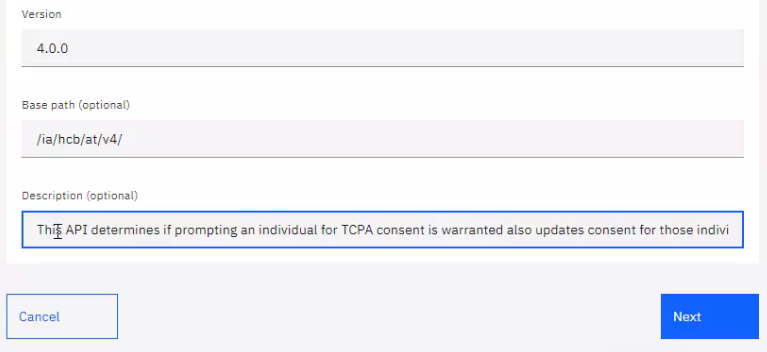 Version
4.0.0
Base path (optional)
/ia/hcb/at/v4/
Description (optional)
This API determines if prompting an individual for TCPA consent is warranted also updates consent for those indivi
Cancel
Next